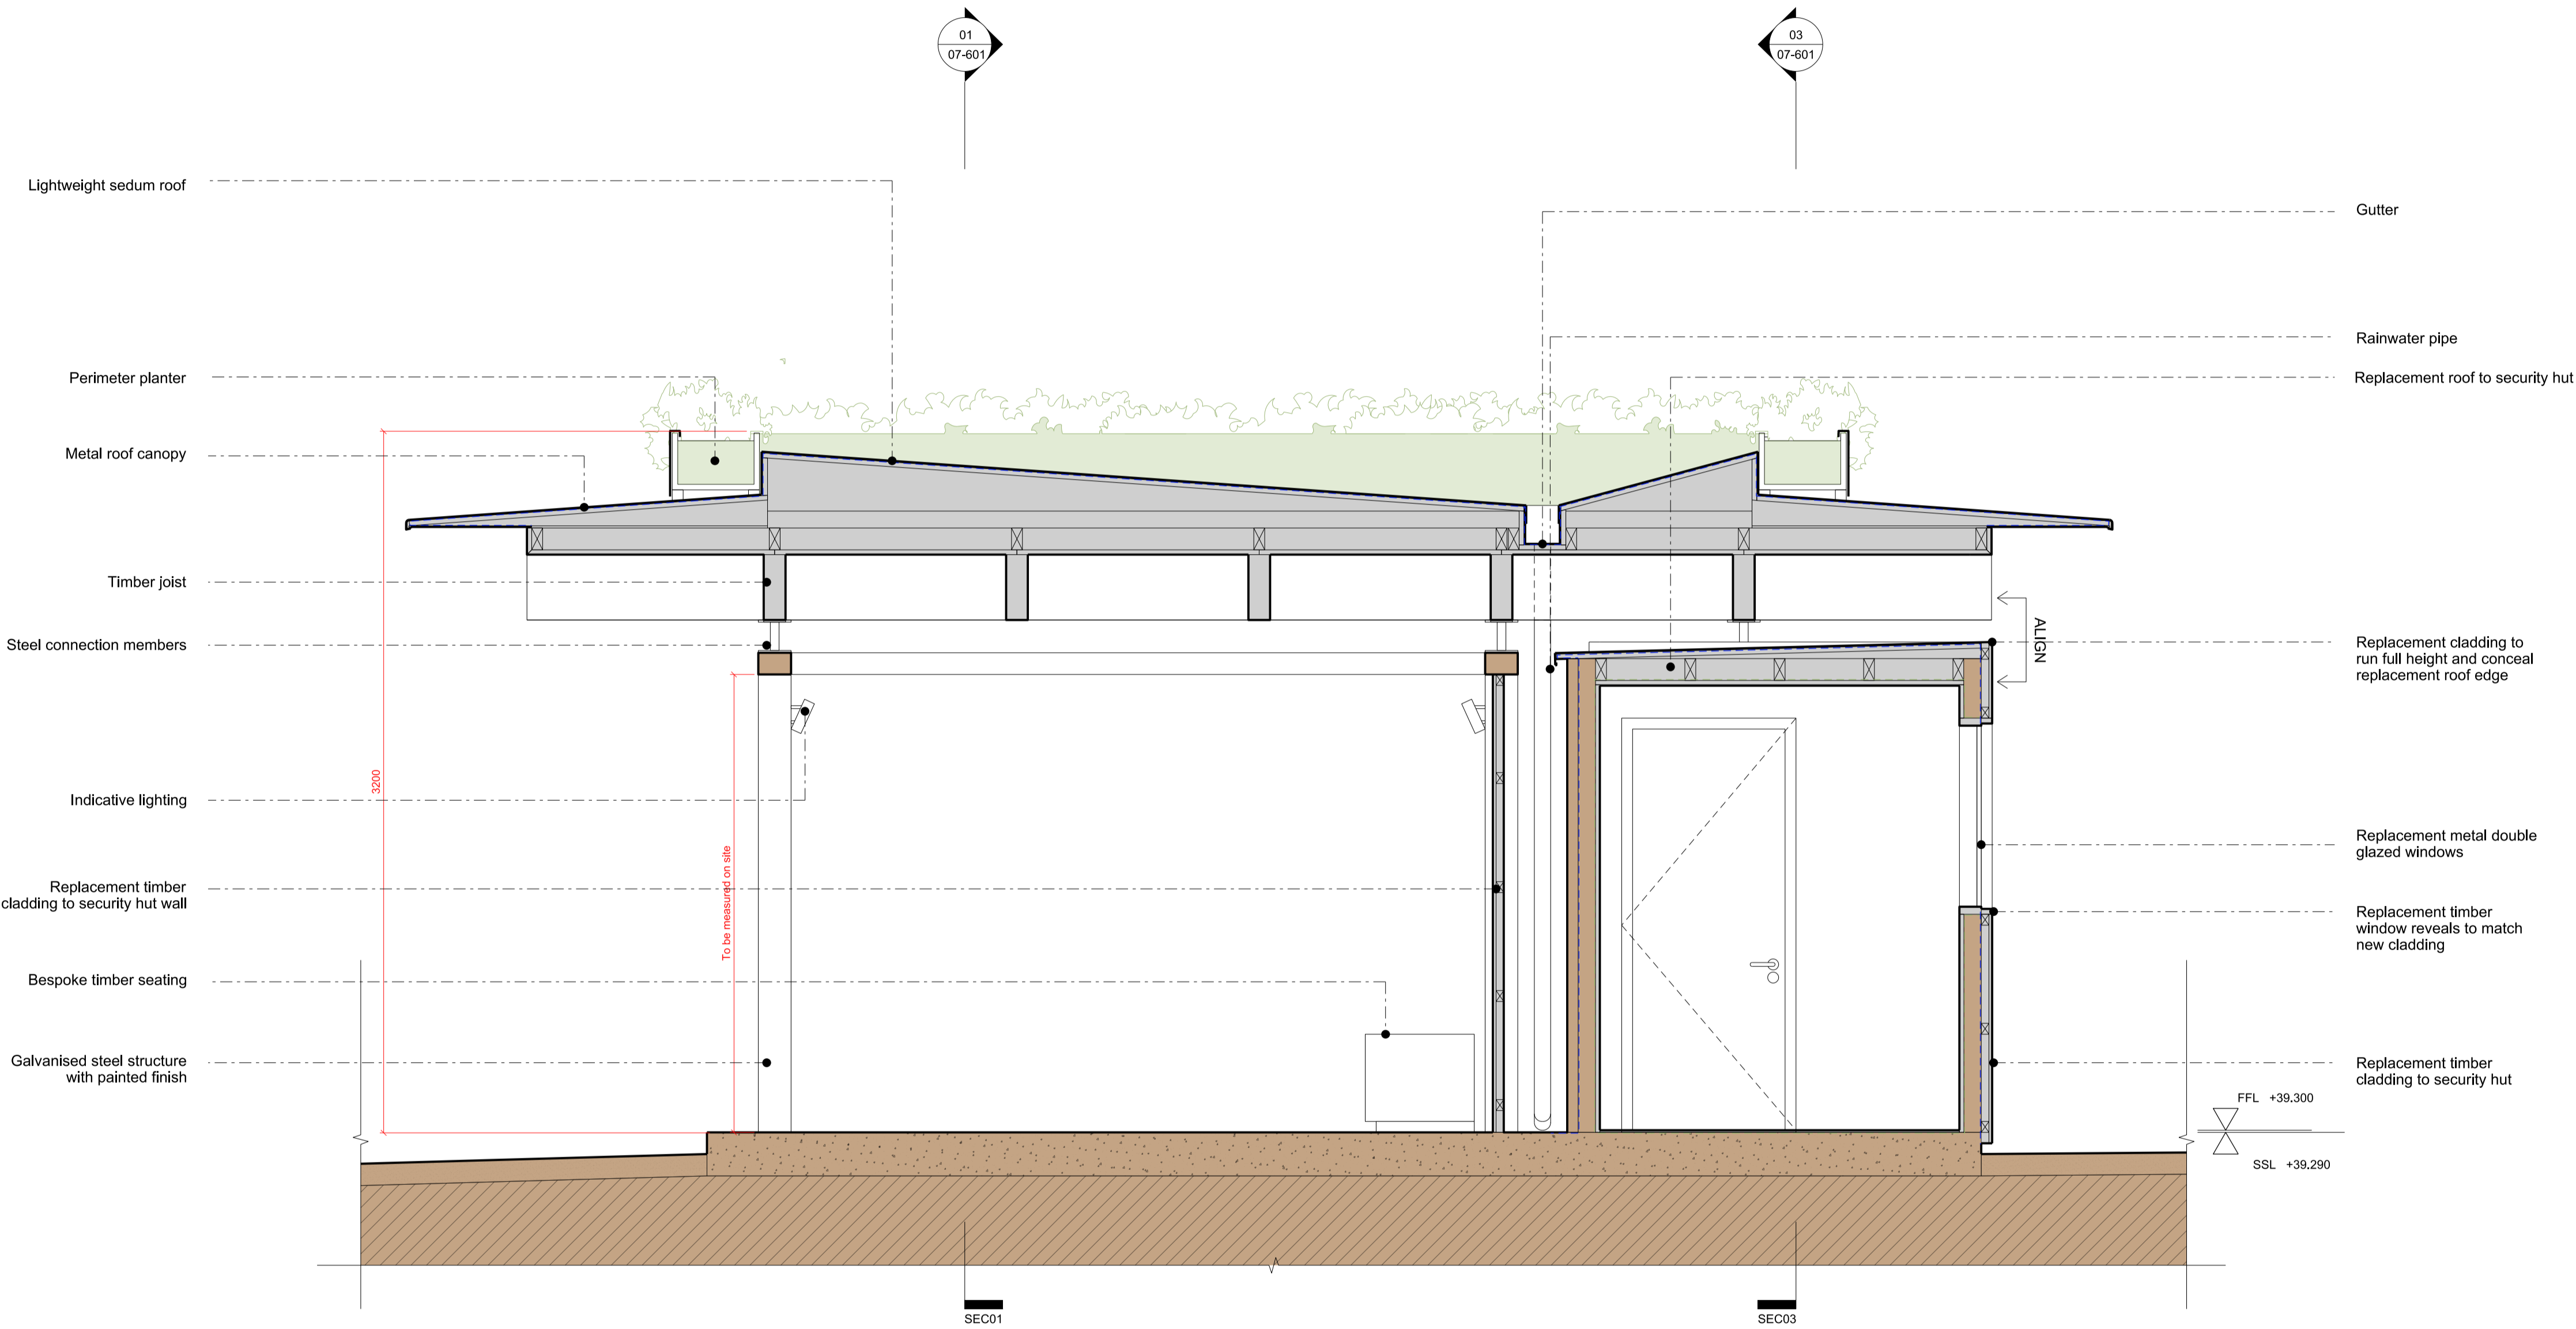 01
07-601
03
07-601
Lightweight sedum roof
Perimeter planter
Metal roof canopy
Timber joist
Steel connection members
Indicative lighting
Replacement timber
cladding to security hut wall
Bespoke timber seating
Galvanised steel structure
with painted finish
3200
To be measured on site
Gutter
Rainwater pipe
Replacement roof to security hut
ALIGN
Replacement cladding to
run full height and conceal
replacement roof edge
Replacement metal double
glazed windows
Replacement timber
window reveals to match
new cladding
Replacement timber
cladding to security hut
FFL +39.300
SSL +39.290
SEC01
SEC03